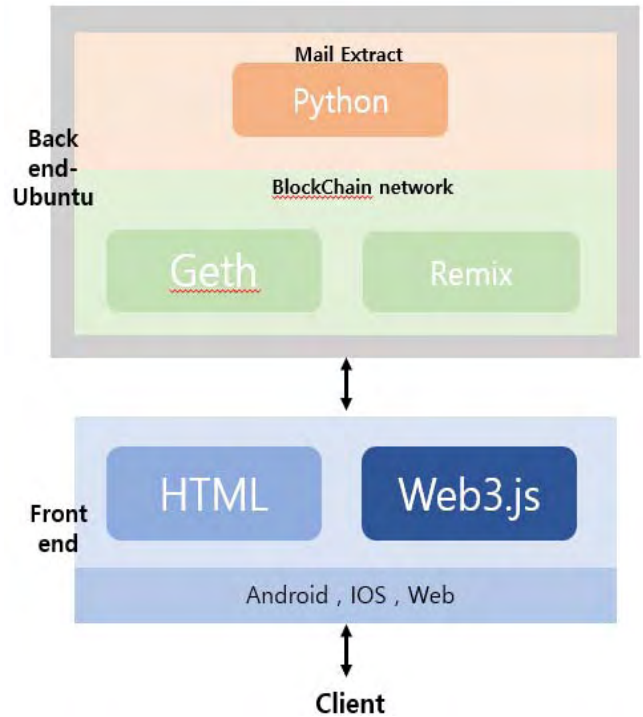 Mail Extract
Python
Back
end-
Ubuntu
BlockChain network
Geth
Remix
HTML
Web3.js
Front
end
Android , IOS , Web
Client